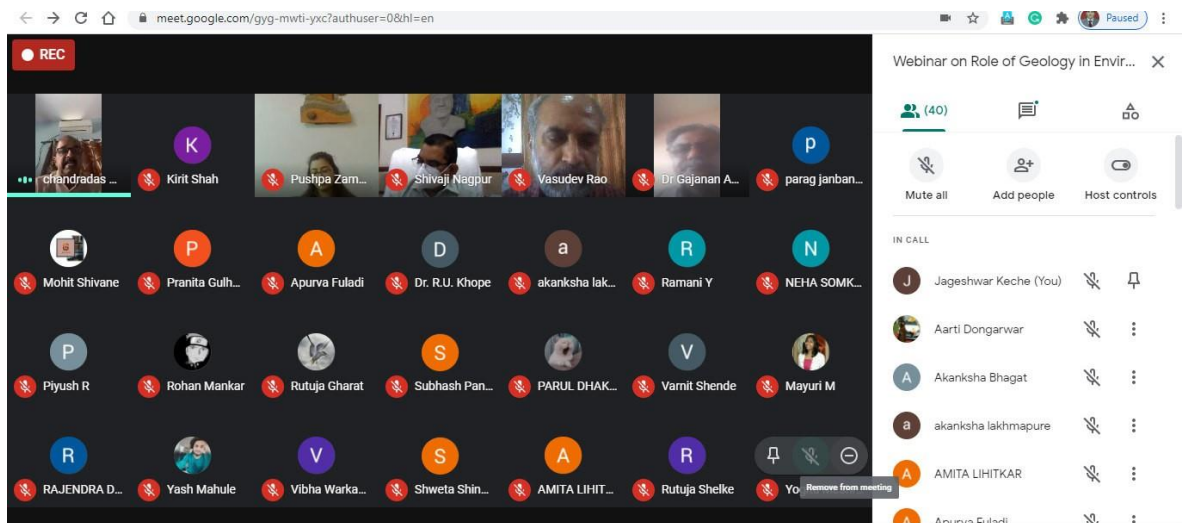 meet.google.com/gyg-mwti-yxc?authuser=0&hl=en
Paused
REC
Webinar on Role of Geology in Envir...
(40)
Mute all Add people Host controls
IN CALL
Jageshwar Keche (You)
Aarti Dongarwar
Akanksha Bhagat
akanksha lakhmapure
AMITA LIHITKAR
Apurva Fuladi
chandradas ... Kirit Shah Pushpa Zam... Shivaji Nagpur Vasudev Rao Dr Gajanan A... parag janban...
Mohit Shivane Pranita Gulh... Apurva Fuladi Dr. R.U. Khope akanksha lak... Ramani Y NEHA SOMK...
Piyush R Rohan Mankar Rutuja Gharat Subhash Pan... PARUL DHAK... Varnit Shende Mayuri M
RAJENDRA D... Yash Mahule Vibha Warka... Shweta Shin... AMITA LIHIT... Rutuja Shelke Yo
Remove from meeting
K
p
P A D a R N
P S V
R V S A R
J
A
a
A
A